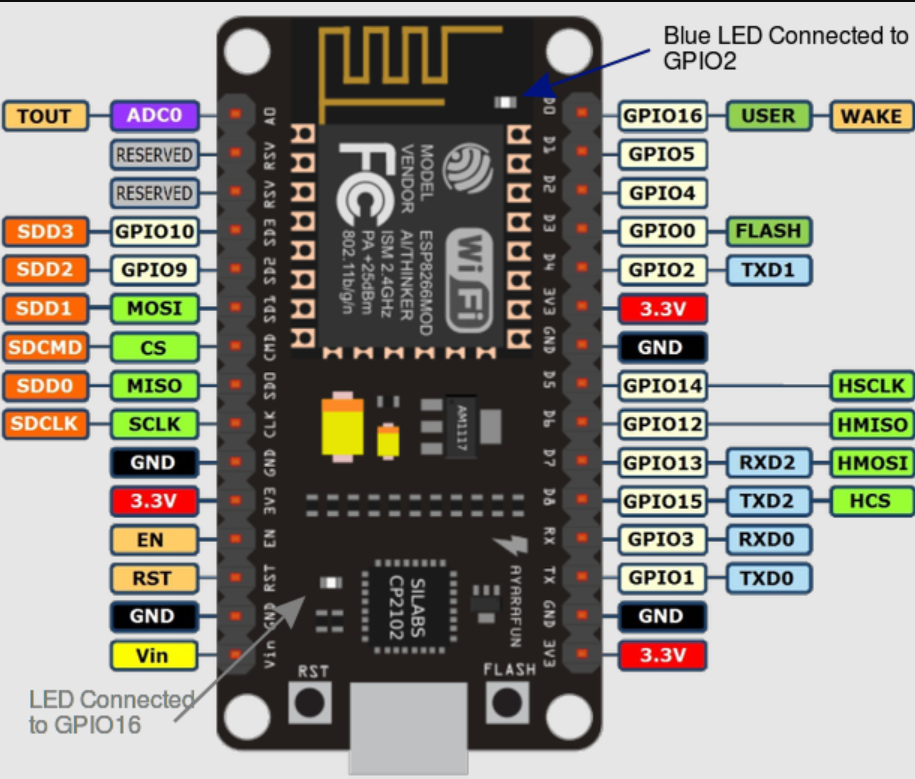 Blue LED Connected to
GPIO2
TOUT ADC0 A0 D0 GPIO16 USER WAKE
RESERVED RSV D1 GPIO5
RESERVED RSV D2 GPIO4
SDD3 GPIO10 SD3 D3 GPIO0 FLASH
SDD2 GPIO9 SD2 D4 GPIO2 TXD1
SDD1 MOSI SD1 3V3 3.3V
SDCMD CS CMD GND GND
SDD0 MISO SD0 D5 GPIO14 HSCLK
SDCLK SCLK CLK D6 GPIO12 HMISO
GND GND D7 GPIO13 RXD2 HMOSI
3.3V 3V3 D8 GPIO15 TXD2 HCS
EN EN RX GPIO3 RXD0
RST RST TX GPIO1 TXD0
GND GND GND GND
Vin Vin 3V3 3.3V
MODEL ESP8266MOD
VENDOR AI/THINKER
ISM 2.4GHz
PA +25dBm
802.11b/g/n
FC
Wi Fi
AM1117
SILABS
CP2102
AYARAFUN
RST FLASH
LED Connected
to GPIO16